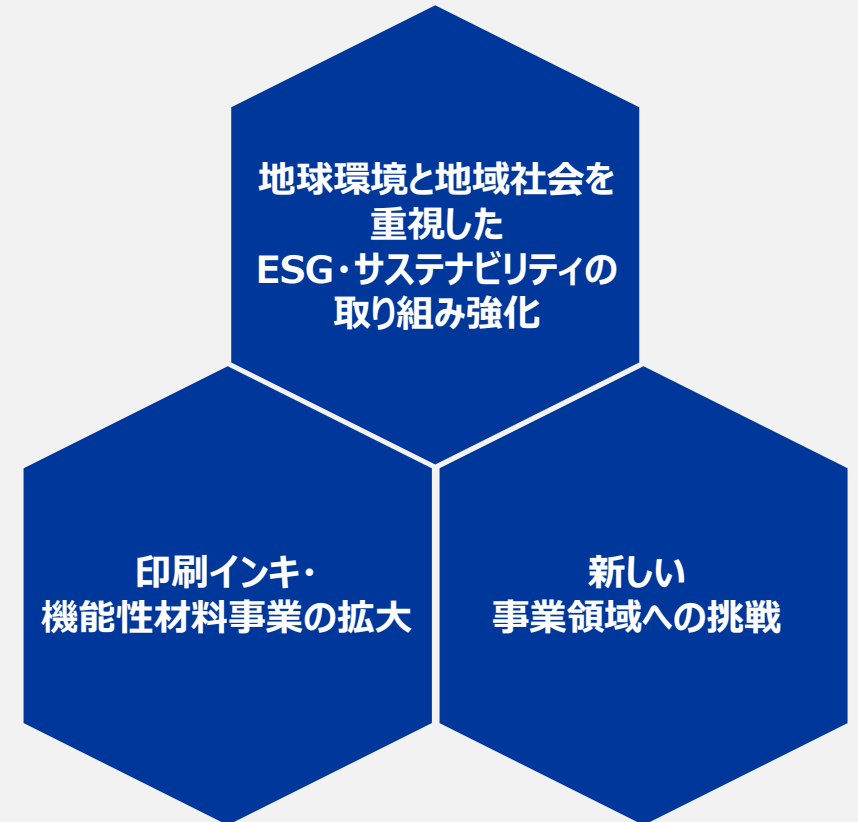 地球環境と地域社会を
重視した
ESG・サステナビリティの
取り組み強化
印刷インキ・
機能性材料事業の拡大
新しい
事業領域への挑戦